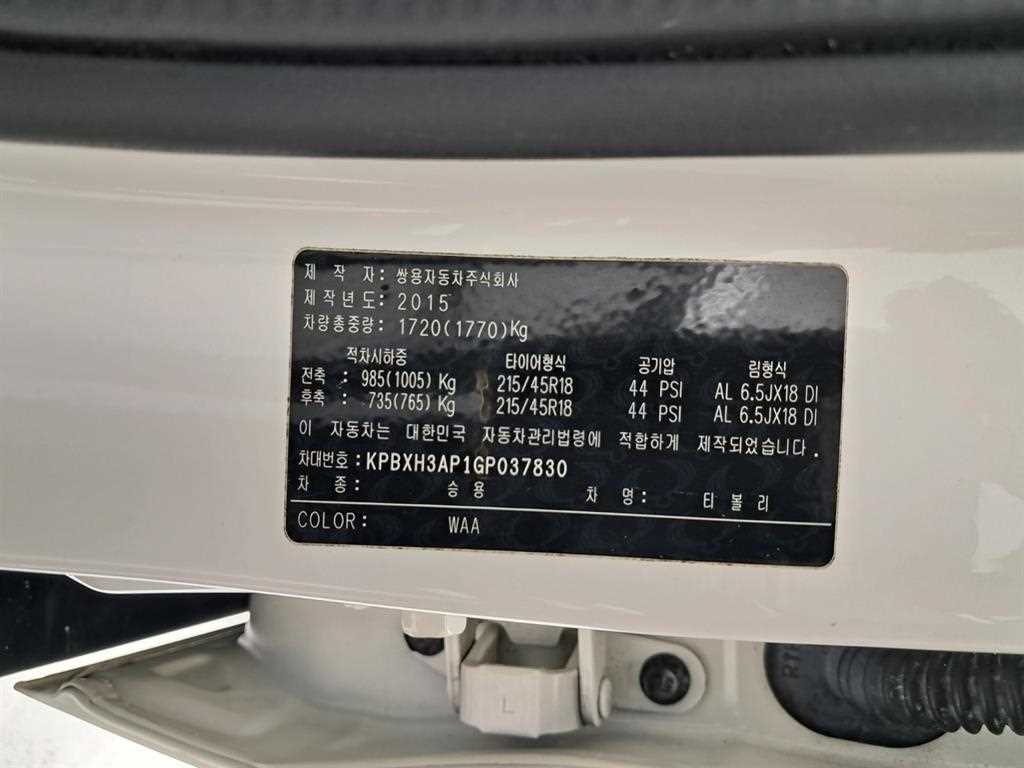 제 작 자: 쌍용자동차주식회사
제작년도: 2015
차량총중량: 1720(1770)Kg
적차시하중 타이어형식 공기압 림형식
전축 : 985(1005) Kg 215/45R18 44 PSI AL 6.5JX18 DI
후축 : 735(765) Kg 215/45R18 44 PSI AL 6.5JX18 DI
이 자동차는 대한민국 자동차관리법령에 적합하게 제작되었습니다.
차대번호: KPBXH3AP1GP037830
차 종: 승 용 차 명: 티 볼 리
COLOR: WAA
L